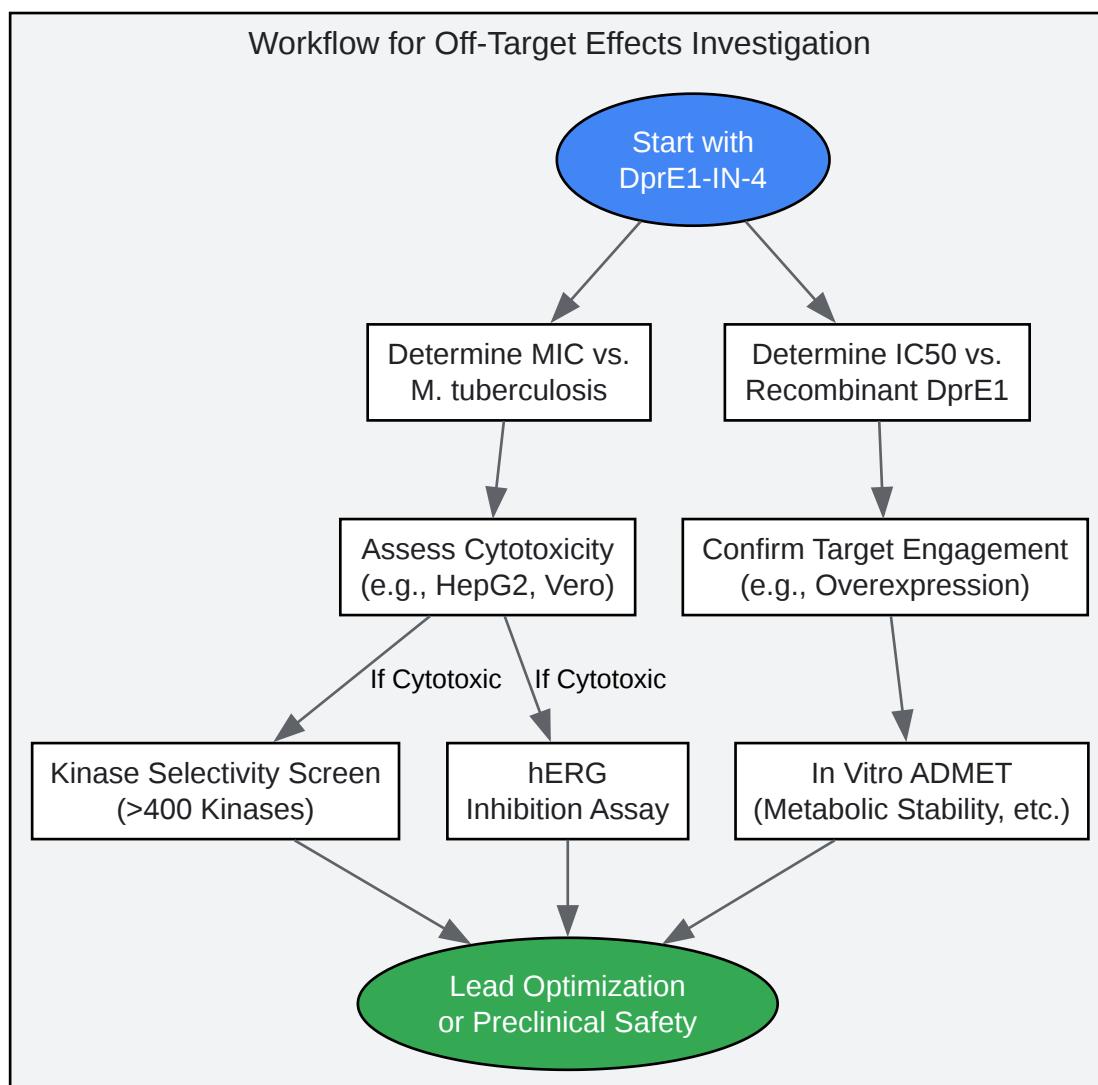 Workflow for Off-Target Effects Investigation
Start with
DprE1-IN-4
Determine MIC vs.
M. tuberculosis
Determine IC50 vs.
Recombinant DprE1
Assess Cytotoxicity
(e.g., HepG2, Vero)
Confirm Target Engagement
(e.g., Overexpression)
If Cytotoxic
If Cytotoxic
Kinase Selectivity Screen
(>400 Kinases)
hERG
Inhibition Assay
In Vitro ADMET
(Metabolic Stability, etc.)
Lead Optimization
or Preclinical Safety